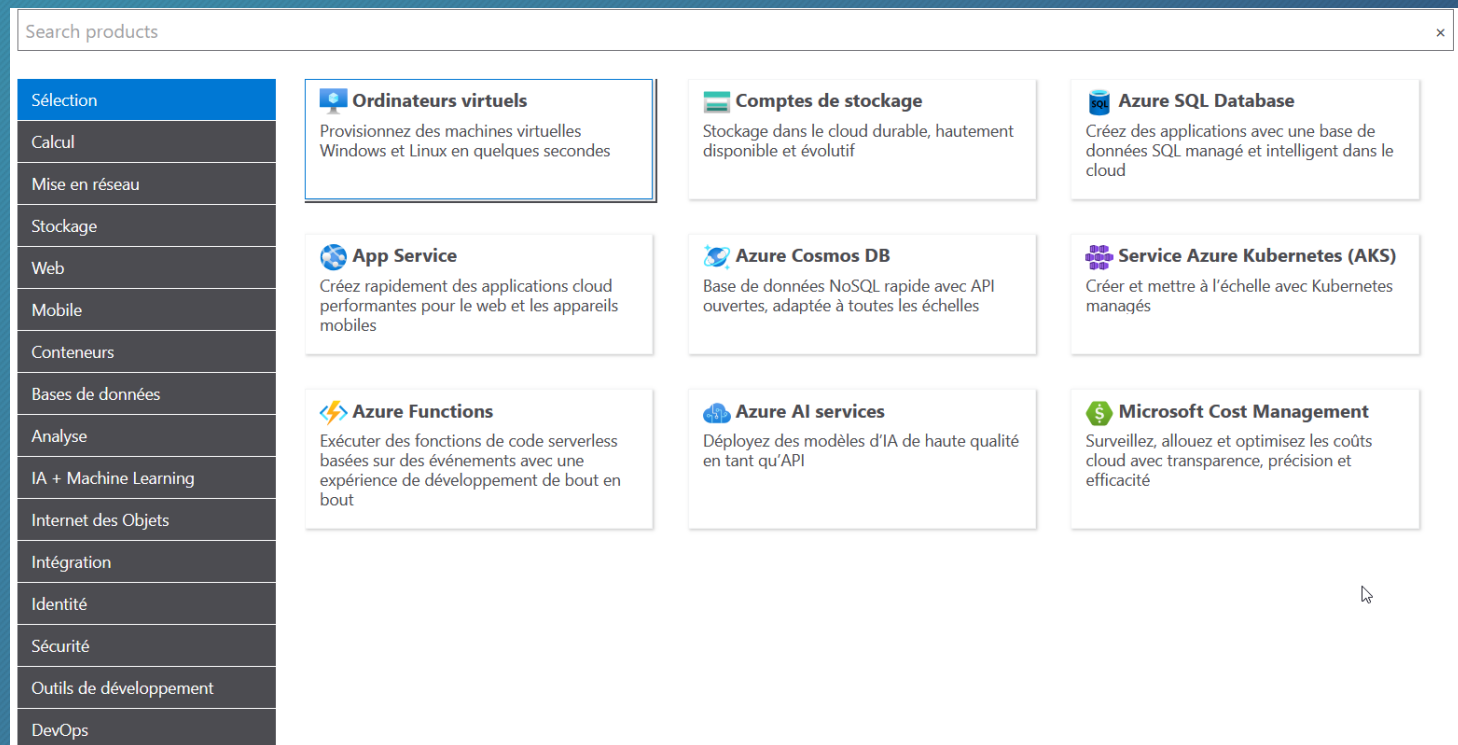 Search products
×
Sélection
Calcul
Mise en réseau
Stockage
Web
Mobile
Conteneurs
Bases de données
Analyse
IA + Machine Learning
Internet des Objets
Intégration
Identité
Sécurité
Outils de développement
DevOps
Ordinateurs virtuels
Provisionnez des machines virtuelles
Windows et Linux en quelques secondes
Comptes de stockage
Stockage dans le cloud durable, hautement
disponible et évolutif
SQL
Azure SQL Database
Créez des applications avec une base de
données SQL managé et intelligent dans le
cloud
App Service
Créez rapidement des applications cloud
performantes pour le web et les appareils
mobiles
Azure Cosmos DB
Base de données NoSQL rapide avec API
ouvertes, adaptée à toutes les échelles
Service Azure Kubernetes (AKS)
Créer et mettre à l’échelle avec Kubernetes
managés
Azure Functions
Exécuter des fonctions de code serverless
basées sur des événements avec une
expérience de développement de bout en
bout
Azure AI services
Déployez des modèles d’IA de haute qualité
en tant qu’API
$
Microsoft Cost Management
Surveillez, allouez et optimisez les coûts
cloud avec transparence, précision et
efficacité